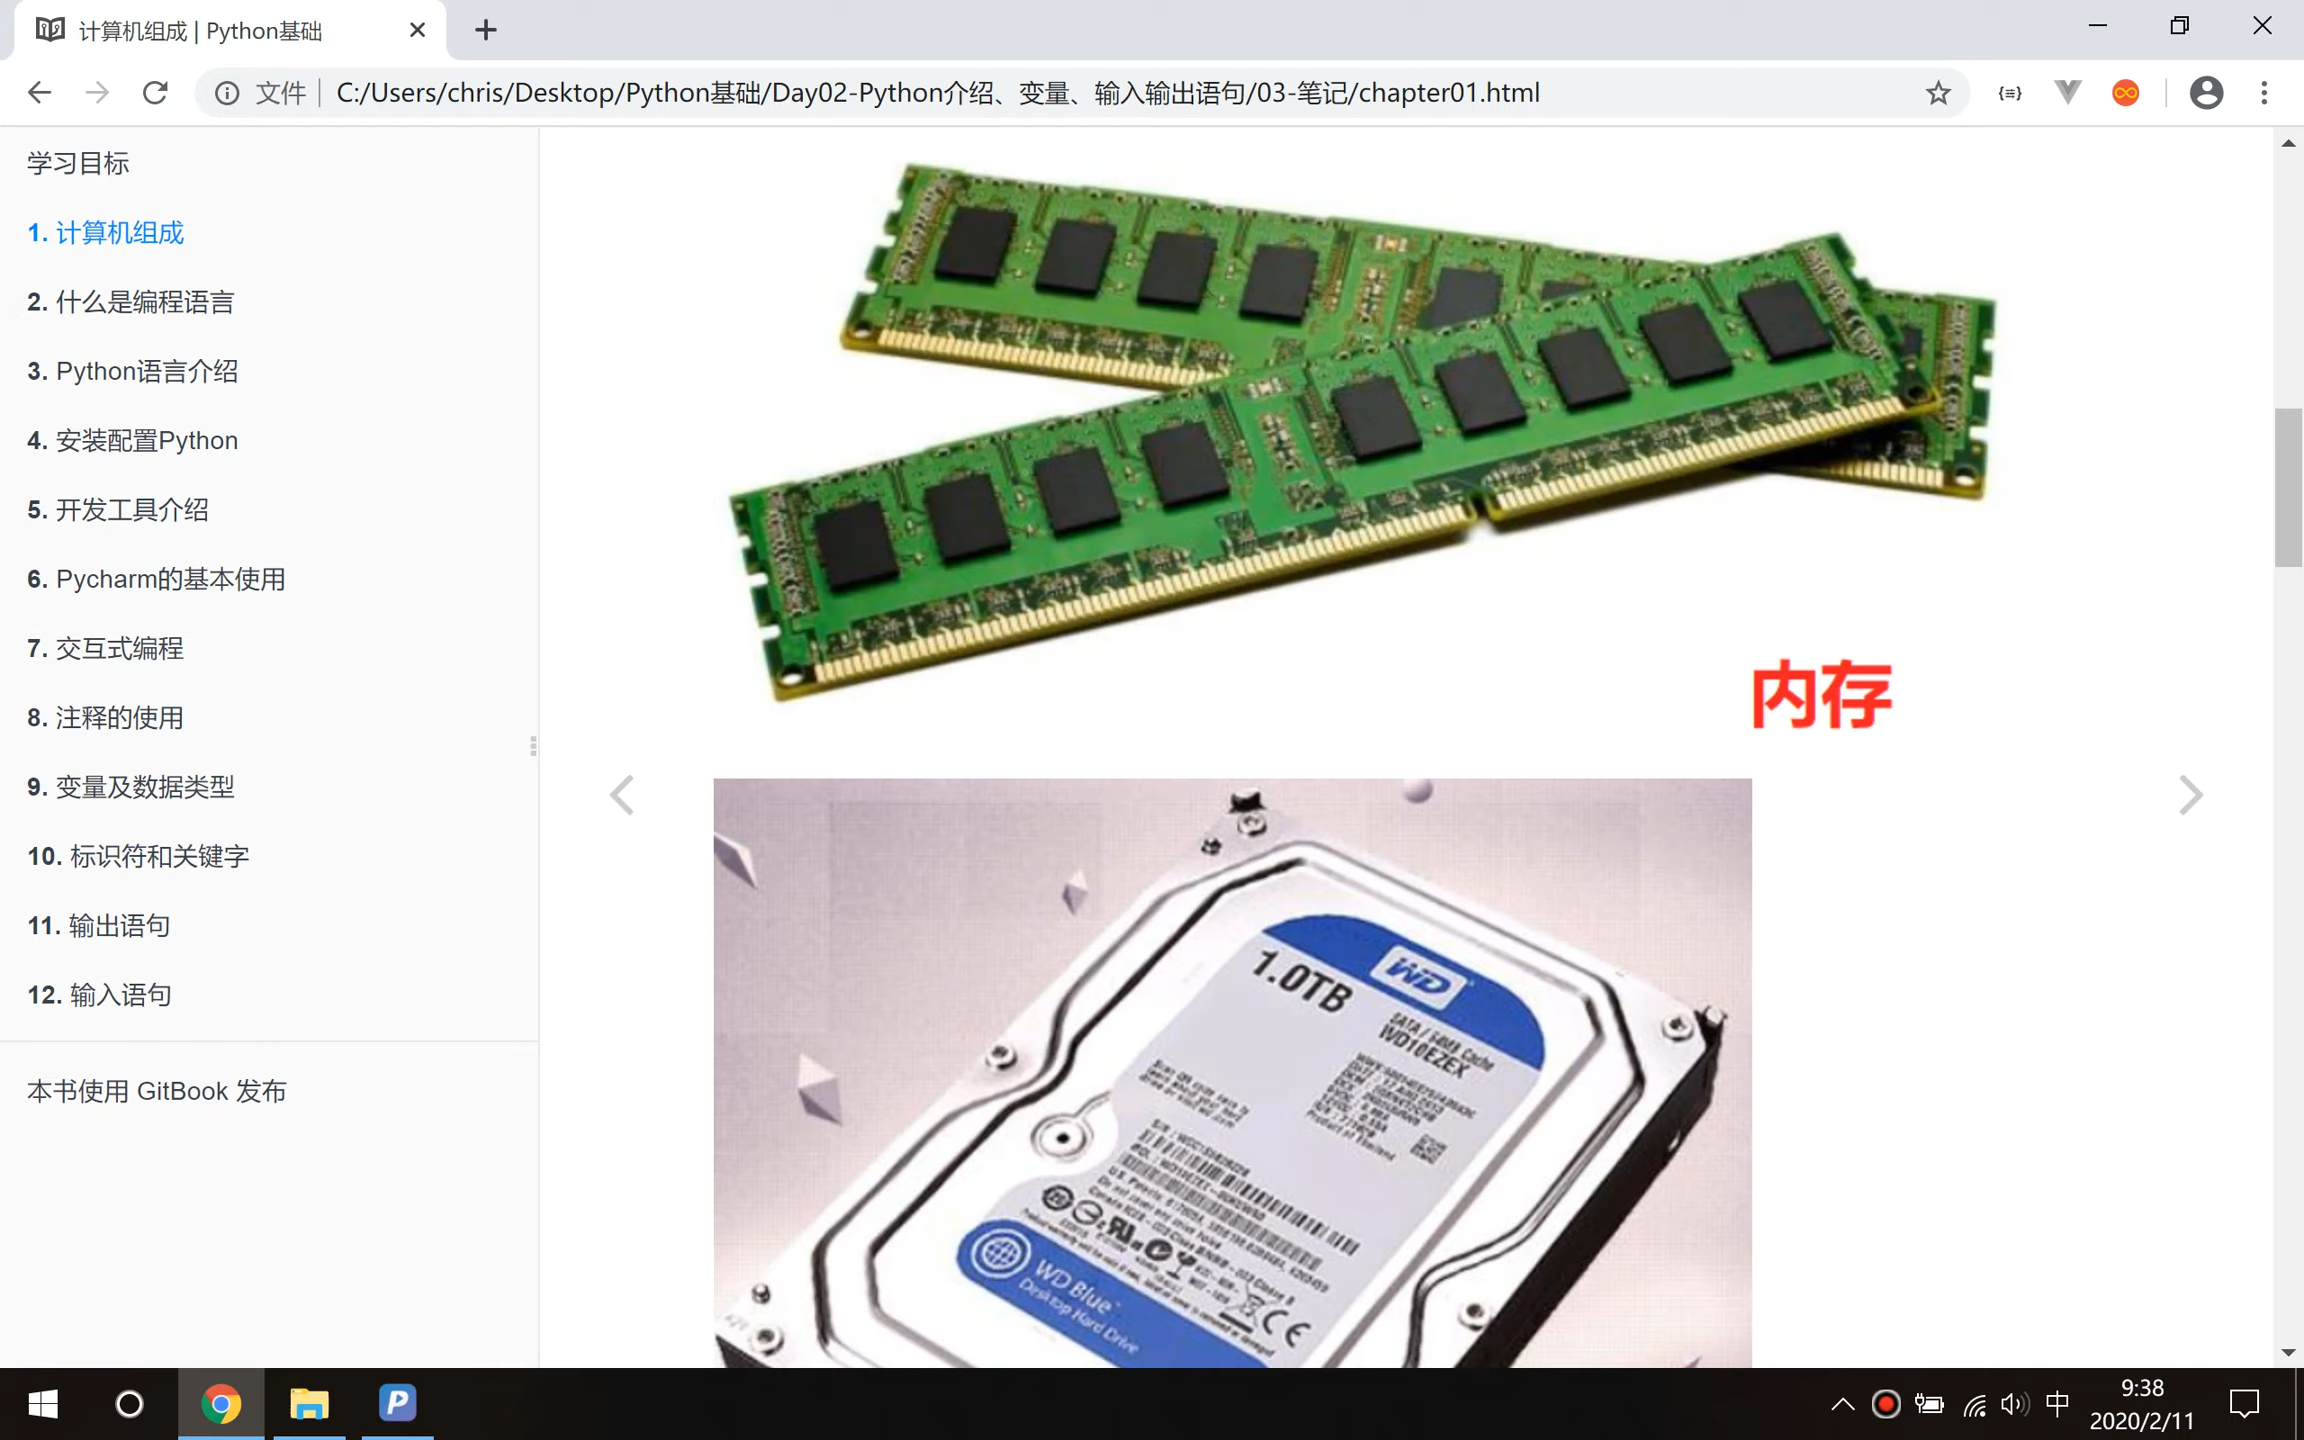 计算机组成 | Python基础
文件
C:/Users/chris/Desktop/Python基础/Day02-Python介绍、变量、输入输出语句/03-笔记/chapter01.html
学习目标
1. 计算机组成
2. 什么是编程语言
3. Python语言介绍
4. 安装配置Python
5. 开发工具介绍
6. Pycharm的基本使用
7. 交互式编程
8. 注释的使用
9. 变量及数据类型
10. 标识符和关键字
11. 输出语句
12. 输入语句
本书使用 GitBook 发布
内存
WD
1.0TB
SATA / 64MB Cache
WD10EZEX
Product of Thailand
WD Blue
Desktop Hard Drive
中
9:38
2020/2/11